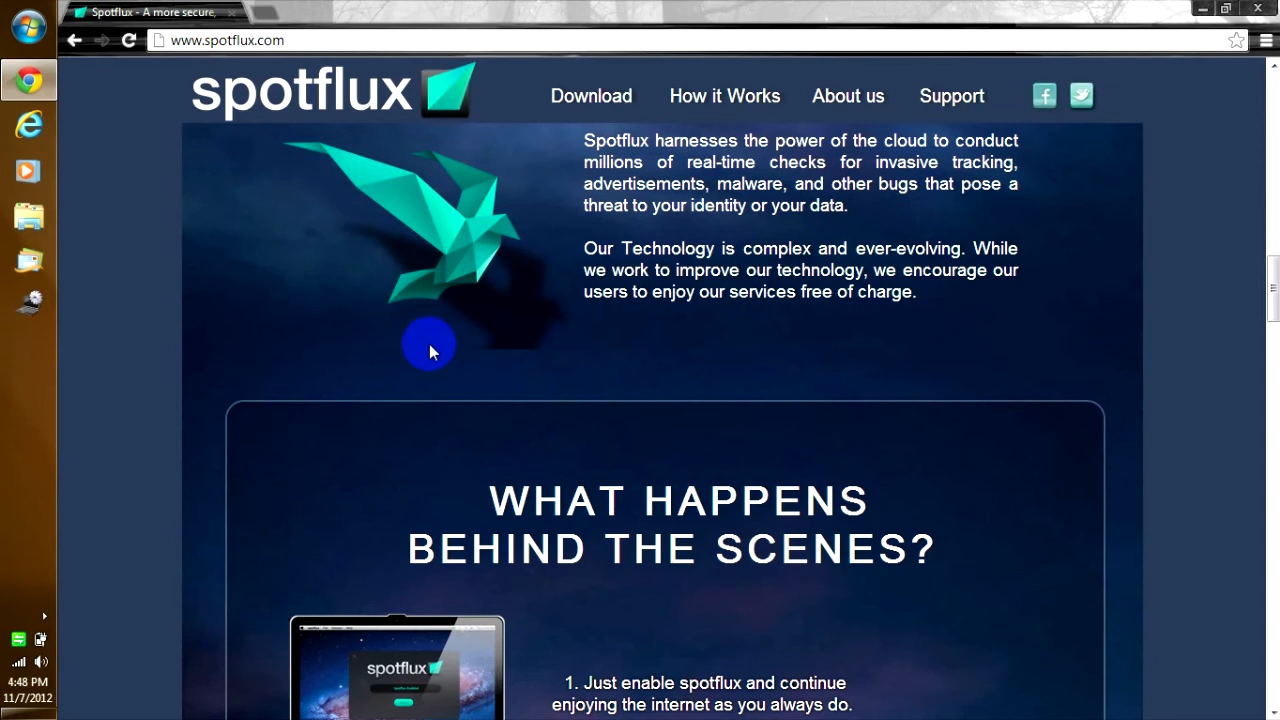 Spotflux - A more secure,
www.spotflux.com
spotflux
Download How it Works About us Support
Spotflux harnesses the power of the cloud to conduct
millions of real-time checks for invasive tracking,
advertisements, malware, and other bugs that pose a
threat to your identity or your data.
Our Technology is complex and ever-evolving. While
we work to improve our technology, we encourage our
users to enjoy our services free of charge.
WHAT HAPPENS
BEHIND THE SCENES?
spotflux
1. Just enable spotflux and continue
enjoying the internet as you always do.
4:48 PM
11/7/2012